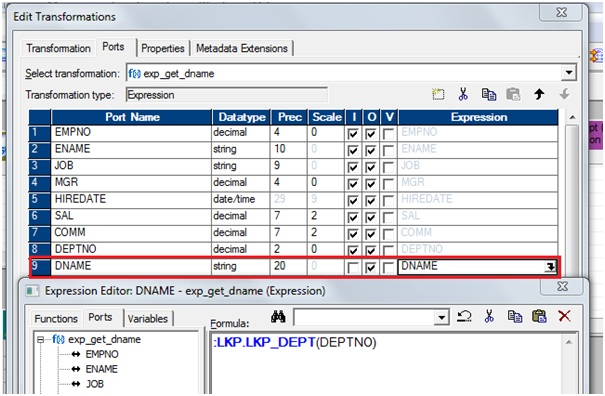 Edit Transformations
Transformation Ports Properties Metadata Extensions
Select transformation: f(x) exp_get_dname
Transformation type: Expression
Port Name Datatype Prec Scale I O V Expression
1 EMPNO decimal 4 0 EMPNO
2 ENAME string 10 0 ENAME
3 JOB string 9 0 JOB
4 MGR decimal 4 0 MGR
5 HIREDATE date/time 29 9 HIREDATE
6 SAL decimal 7 2 SAL
7 COMM decimal 7 2 COMM
8 DEPTNO decimal 2 0 DEPTNO
9 DNAME string 20 0 DNAME
Expression Editor: DNAME - exp_get_dname (Expression)
Functions Ports Variables Formula:
f(x) exp_get_dname :LKP.LKP_DEPT(DEPTNO)
EMPNO
ENAME
JOB